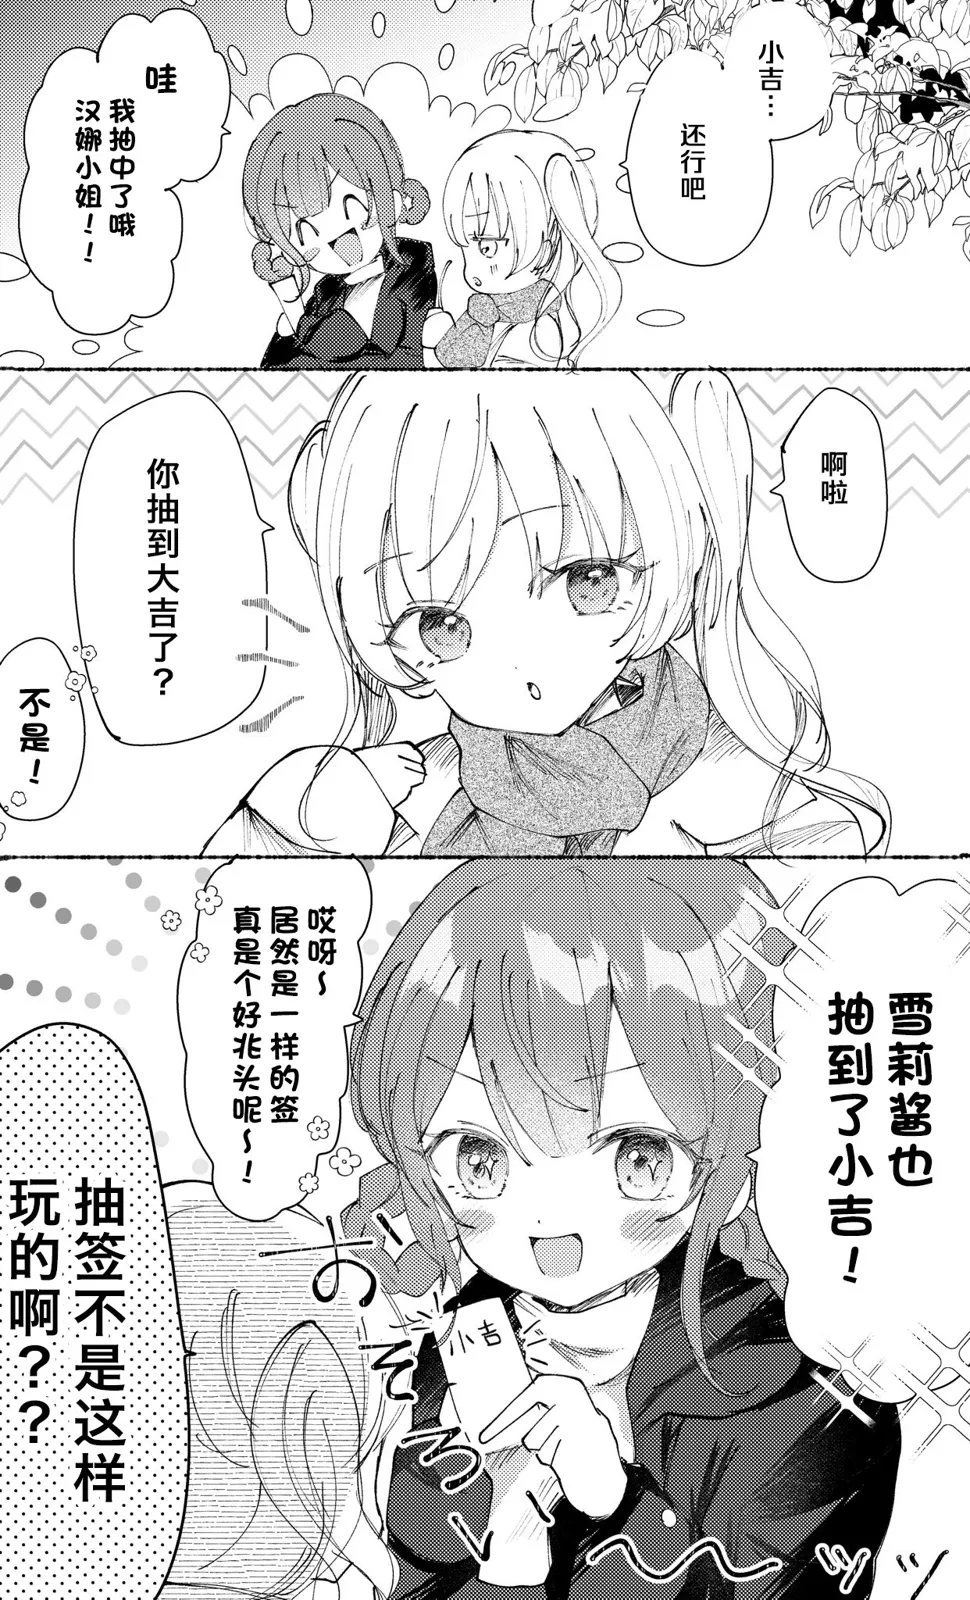 小吉…
还行吧
哇
我抽中了哦
汉娜小姐！！
啊啦
你抽到大吉了？
不是！
雪莉酱也
抽到了小吉！
哎呀～
居然是一样的签
真是个好兆头呢～！
小吉
おそろい〜〜ッッ
抽签不是这样
玩的啊？？